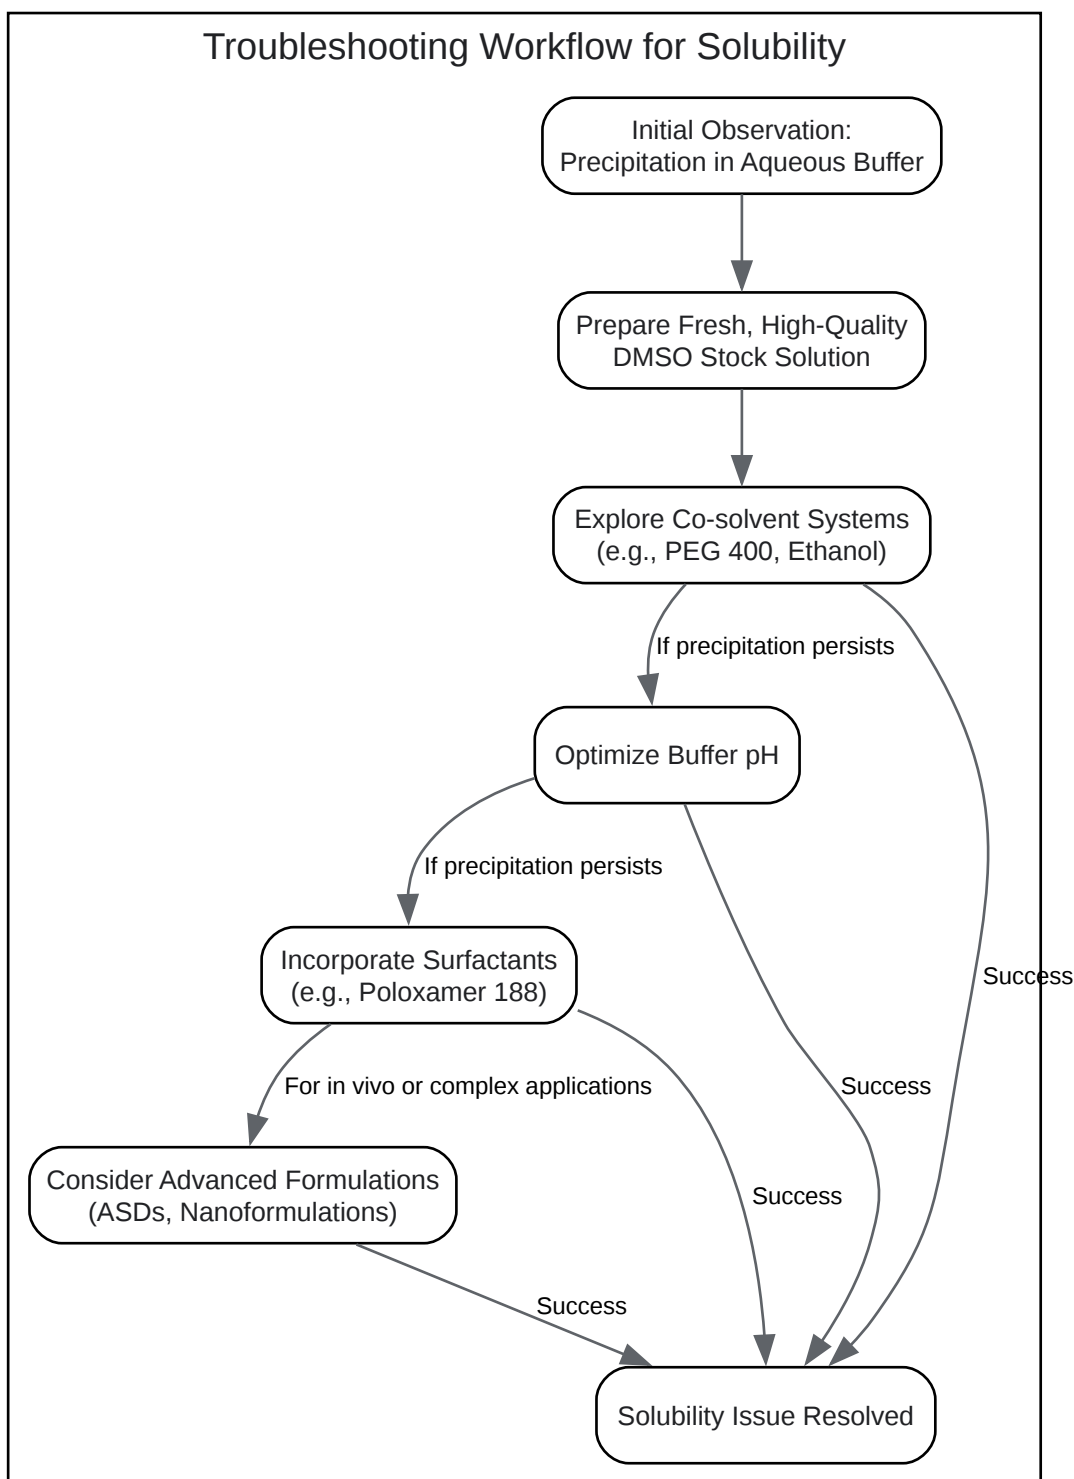 Troubleshooting Workflow for Solubility
Initial Observation:
Precipitation in Aqueous Buffer
Prepare Fresh, High-Quality
DMSO Stock Solution
Explore Co-solvent Systems
(e.g., PEG 400, Ethanol)
If precipitation persists
Optimize Buffer pH
If precipitation persists
Incorporate Surfactants
(e.g., Poloxamer 188)
Success
For in vivo or complex applications
Success
Consider Advanced Formulations
(ASDs, Nanoformulations)
Success
Success
Solubility Issue Resolved